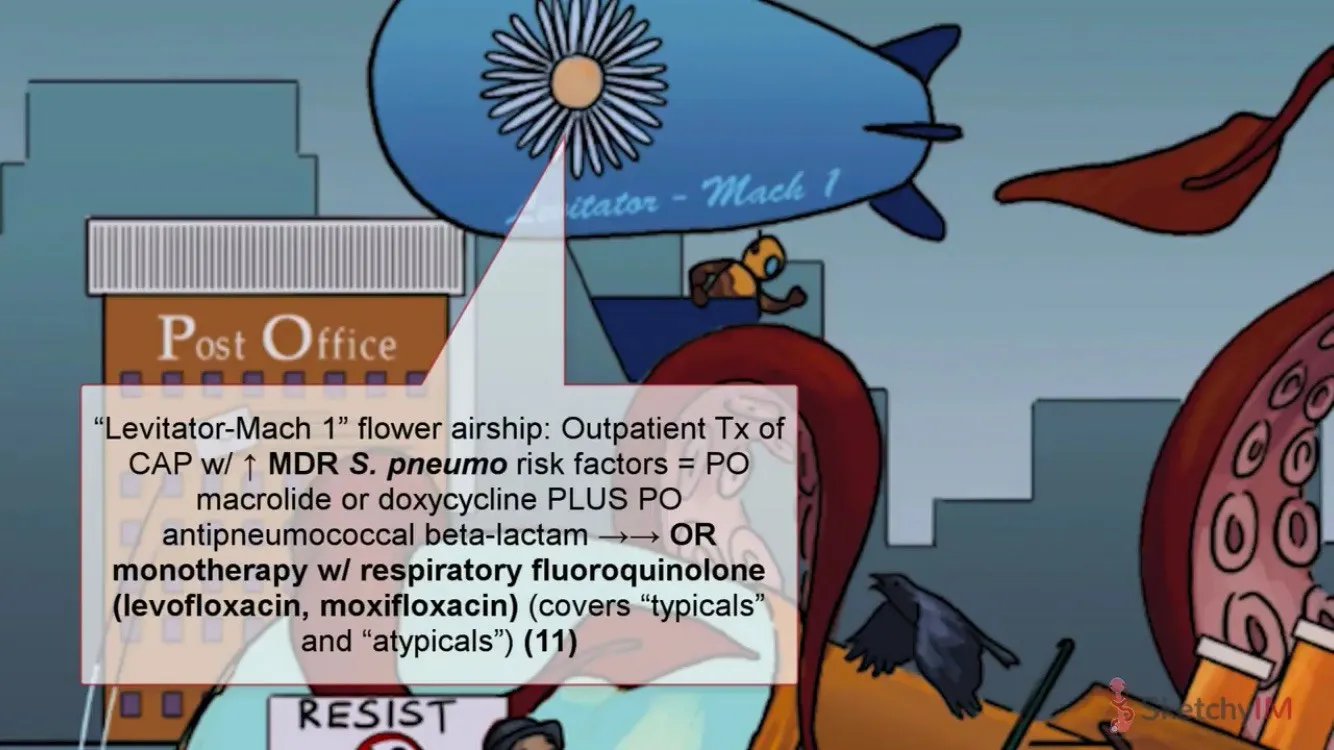 Levitator - Mach 1
Post Office
“Levitator-Mach 1” flower airship: Outpatient Tx of
CAP w/ ↑ MDR S. pneumo risk factors = PO
macrolide or doxycycline PLUS PO
antipneumococcal beta-lactam →→ OR
monotherapy w/ respiratory fluoroquinolone
(levofloxacin, moxifloxacin) (covers “typicals”
and “atypicals”) (11)
RESIST
SketchyIM